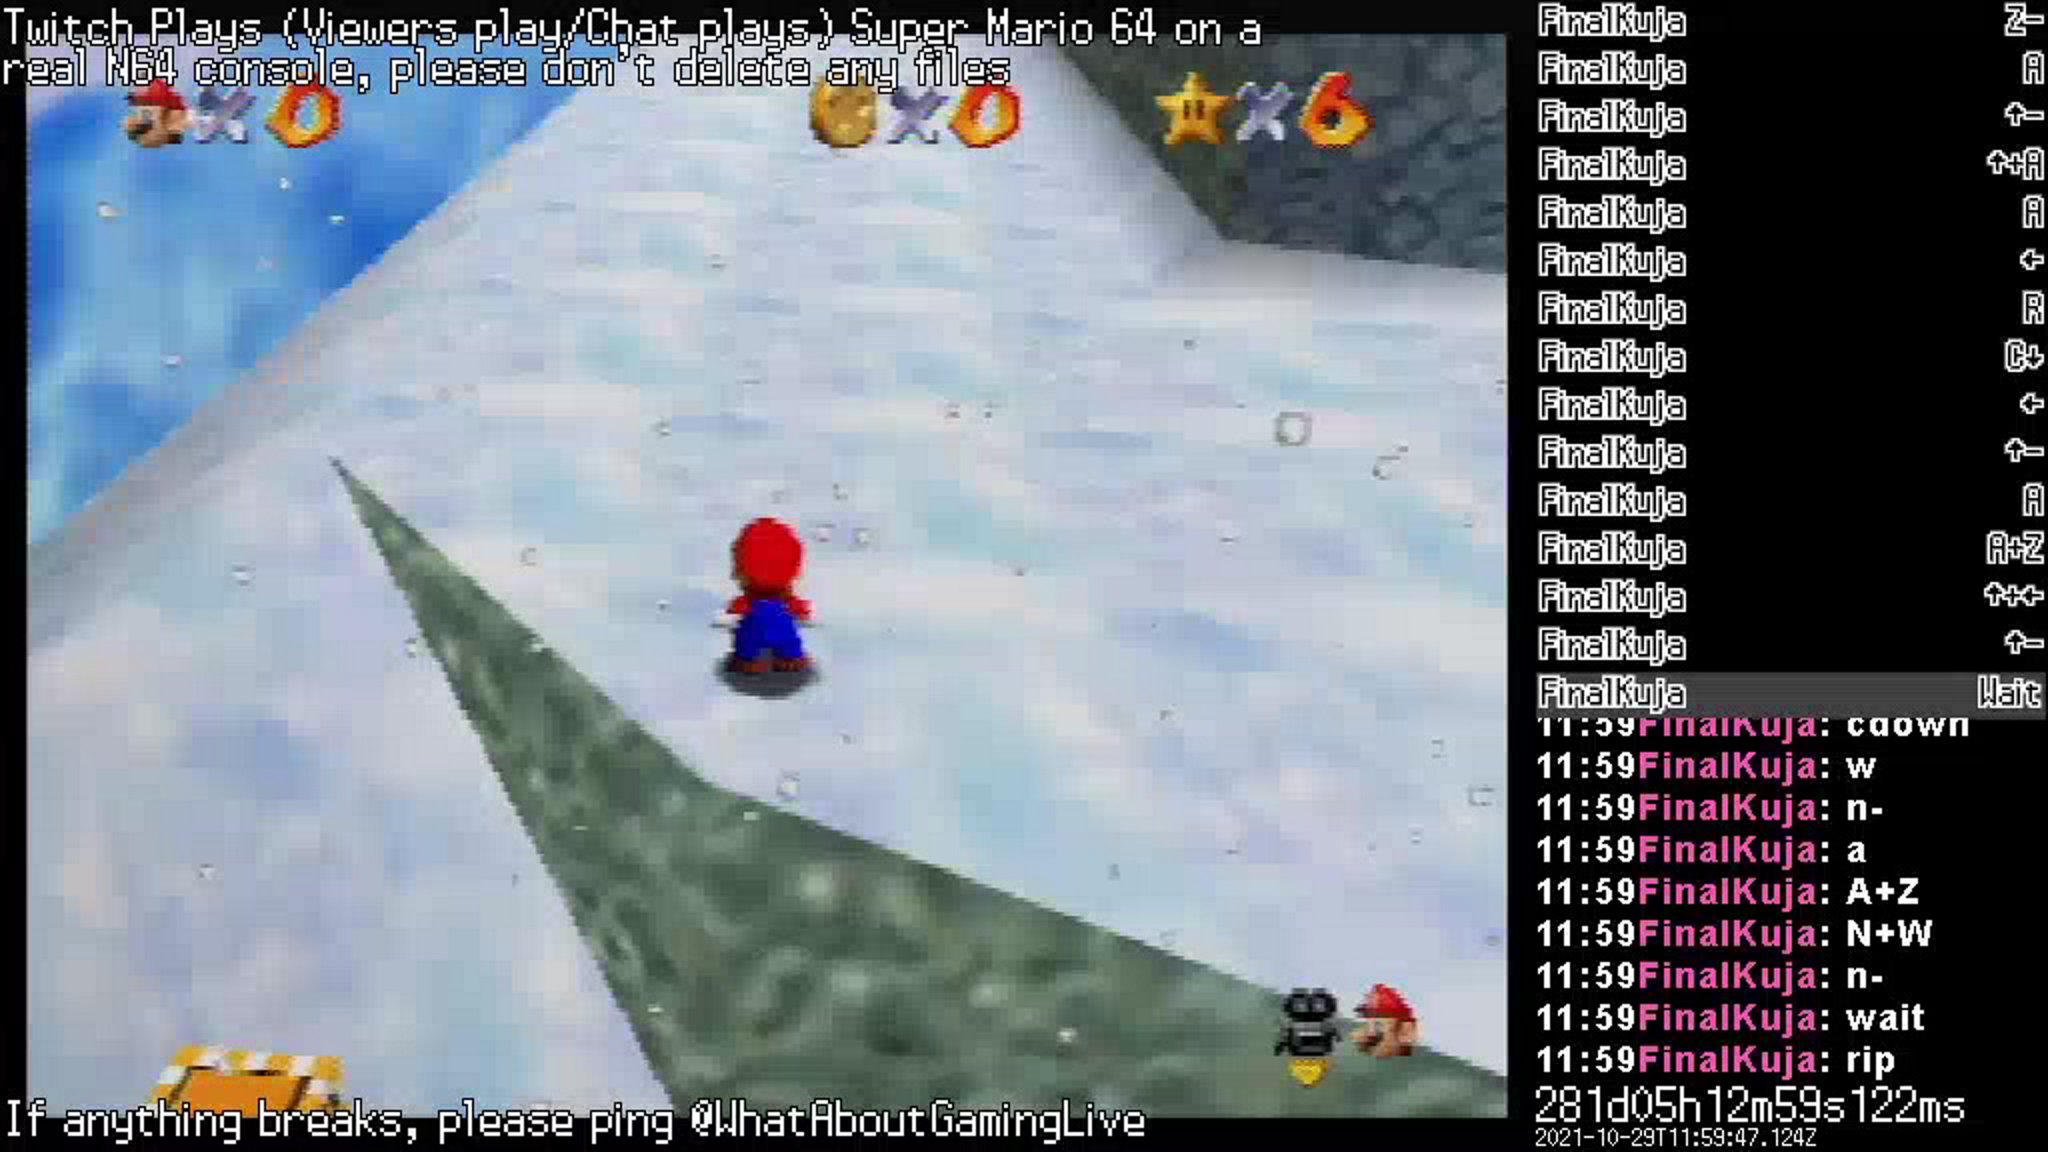 Twitch Plays (Viewers play/Chat plays) Super Mario 64 on a
real N64 console, please don't delete any files
× 0
× 0
× 6
FinalKuja Z-
FinalKuja A
FinalKuja ↑-
FinalKuja ↑+A
FinalKuja A
FinalKuja ←
FinalKuja R
FinalKuja C↓
FinalKuja ←
FinalKuja ↑-
FinalKuja A
FinalKuja A+Z
FinalKuja ↑+←
FinalKuja ↑-
FinalKuja Wait
11:59FinalKuja: cdown
11:59FinalKuja: w
11:59FinalKuja: n-
11:59FinalKuja: a
11:59FinalKuja: A+Z
11:59FinalKuja: N+W
11:59FinalKuja: n-
11:59FinalKuja: wait
11:59FinalKuja: rip
If anything breaks, please ping @WhatAboutGamingLive
281d05h12m59s122ms
2021-10-29T11:59:47.124Z